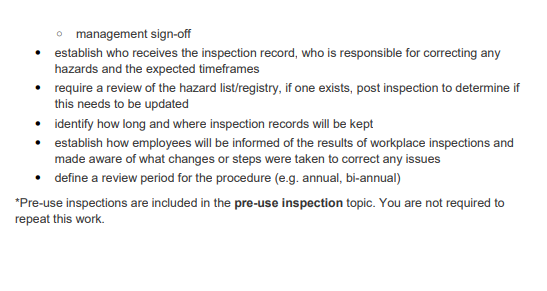 ○ management sign-off
• establish who receives the inspection record, who is responsible for correcting any
hazards and the expected timeframes
• require a review of the hazard list/registry, if one exists, post inspection to determine if
this needs to be updated
• identify how long and where inspection records will be kept
• establish how employees will be informed of the results of workplace inspections and
made aware of what changes or steps were taken to correct any issues
• define a review period for the procedure (e.g. annual, bi-annual)
*Pre-use inspections are included in the pre-use inspection topic. You are not required to
repeat this work.